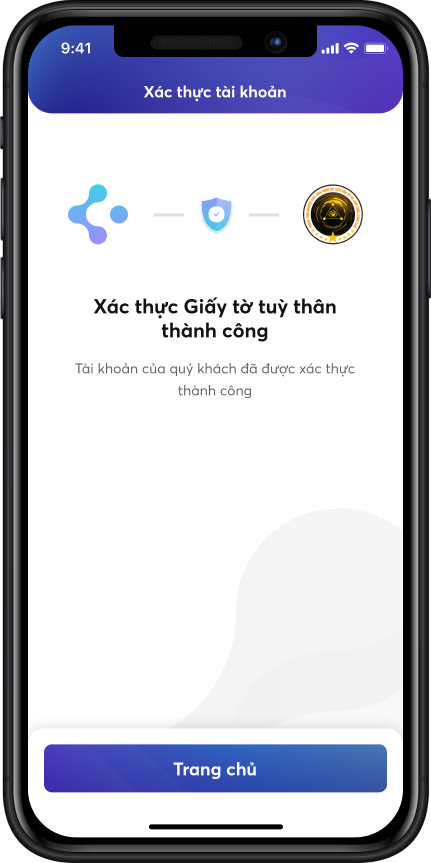 9:41
Xác thực tài khoản
Xác thực Giấy tờ tuỳ thân
thành công
Tài khoản của quý khách đã được xác thực
thành công
Trang chủ